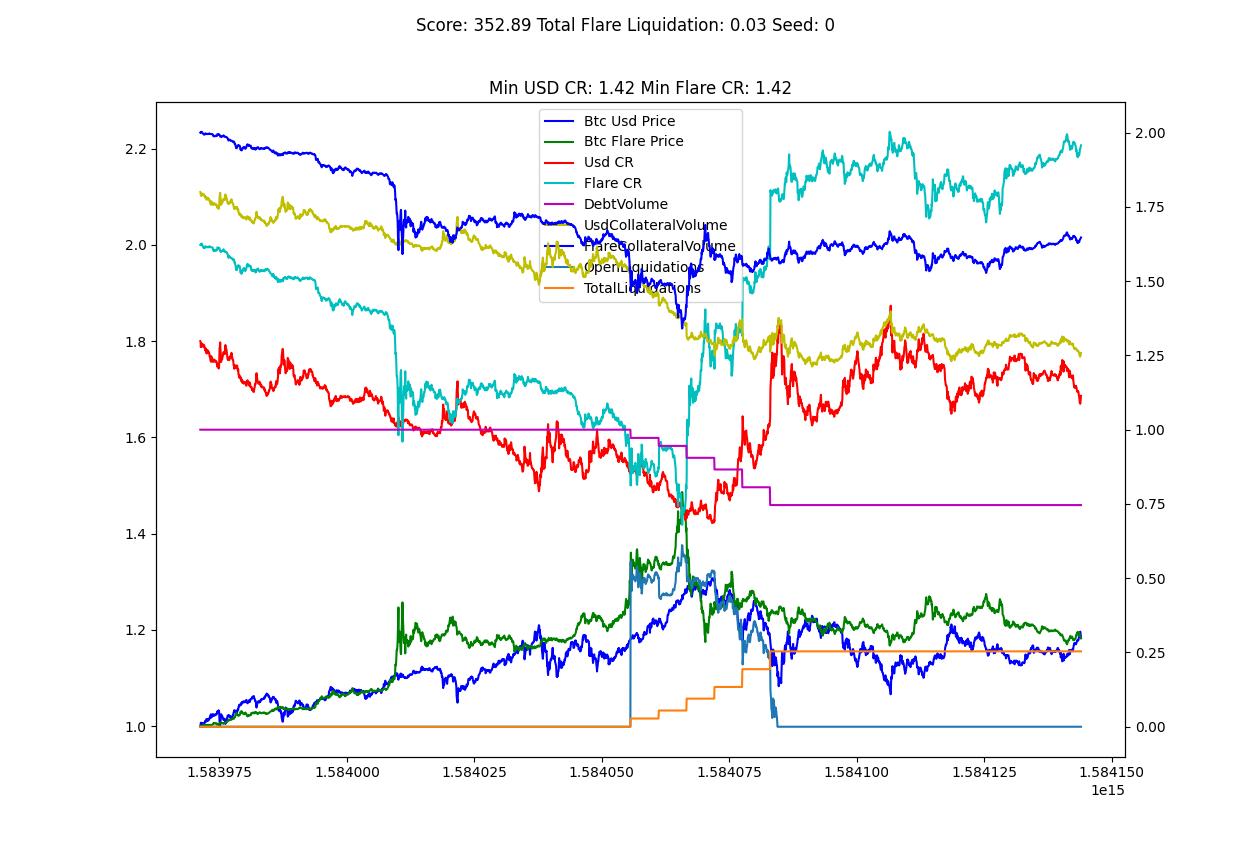 Score: 352.89 Total Flare Liquidation: 0.03 Seed: 0
Min USD CR: 1.42 Min Flare CR: 1.42
Btc Usd Price
Btc Flare Price
Usd CR
Flare CR
DebtVolume
UsdCollateralVolume
FlareCollateralVolume
OpenLiquidations
TotalLiquidations
2.2
2.0
1.8
1.6
1.4
1.2
1.0
2.00
1.75
1.50
1.25
1.00
0.75
0.50
0.25
0.00
1.583975 1.584000 1.584025 1.584050 1.584075 1.584100 1.584125 1.584150
1e15